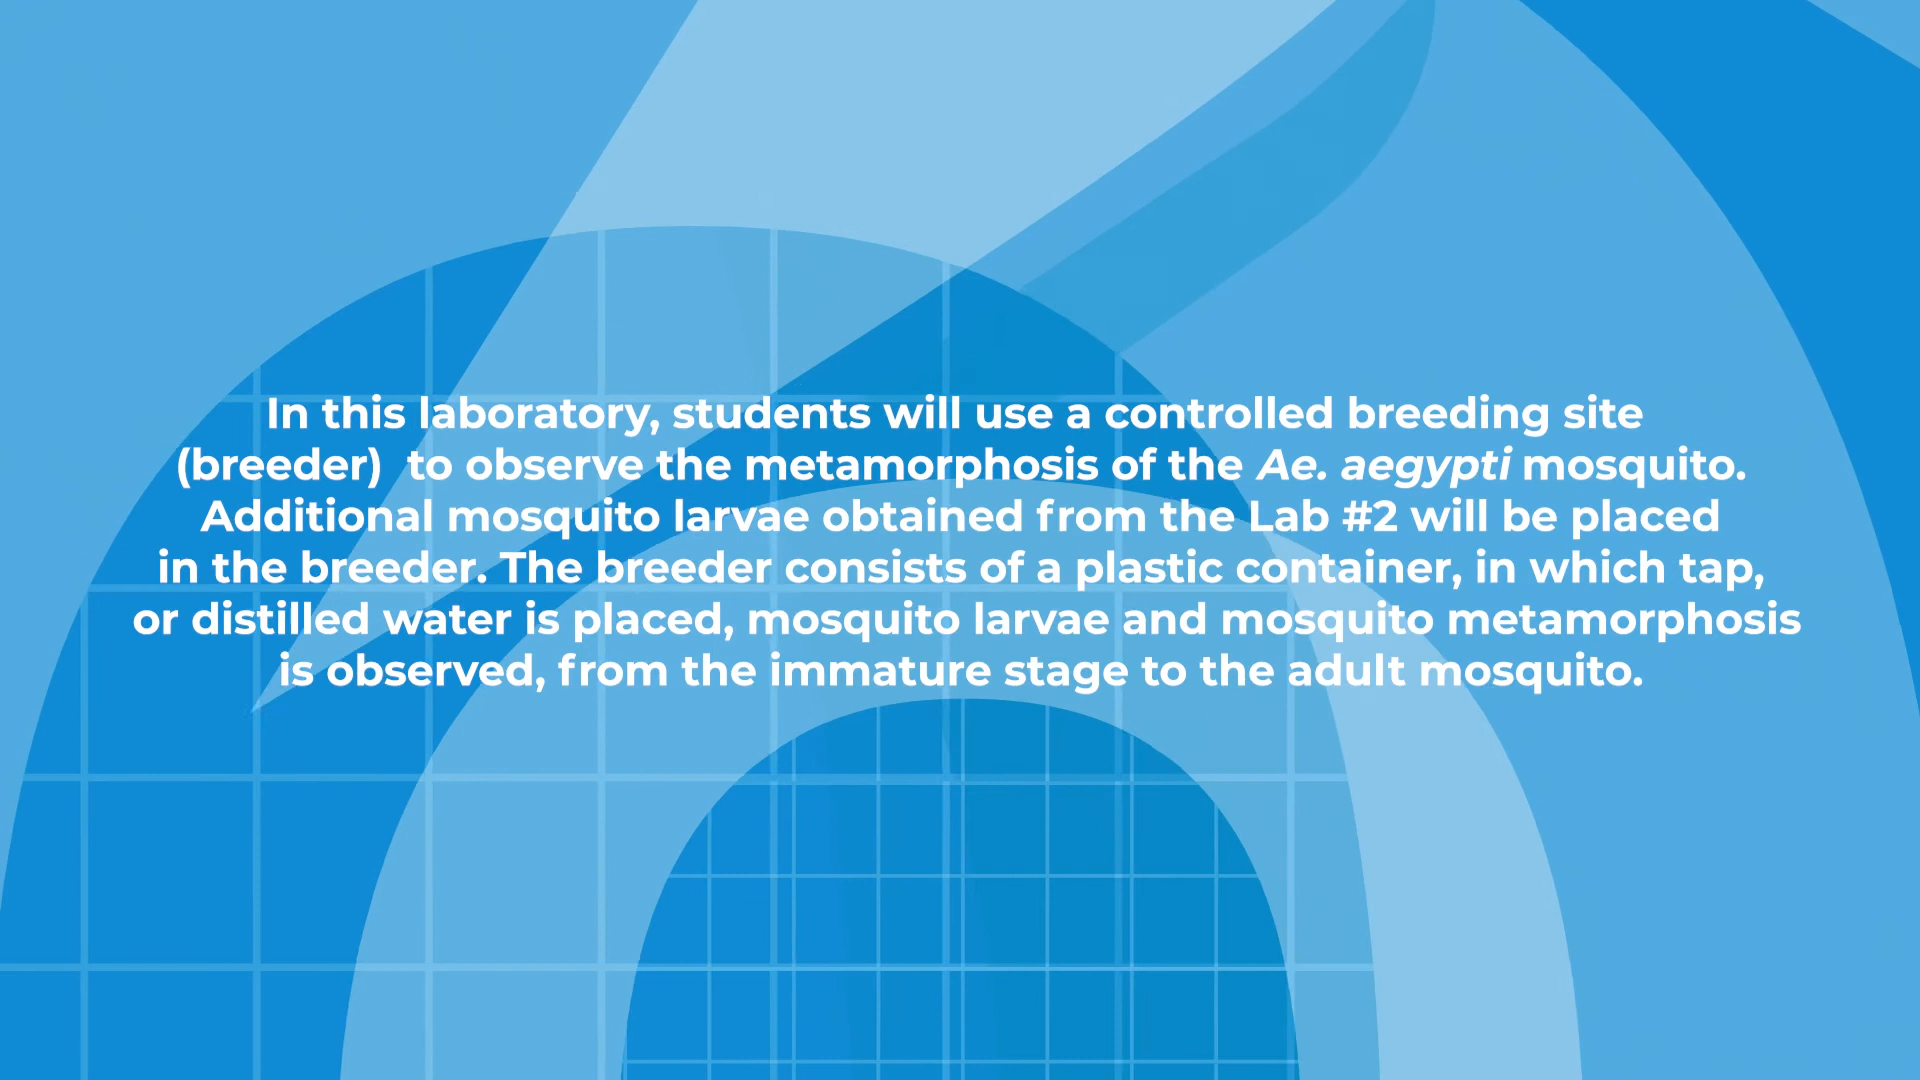 In this laboratory, students will use a controlled breeding site
(breeder)  to observe the metamorphosis of the Ae. aegypti mosquito.
Additional mosquito larvae obtained from the Lab #2 will be placed
in the breeder. The breeder consists of a plastic container, in which tap,
or distilled water is placed, mosquito larvae and mosquito metamorphosis
is observed, from the immature stage to the adult mosquito.